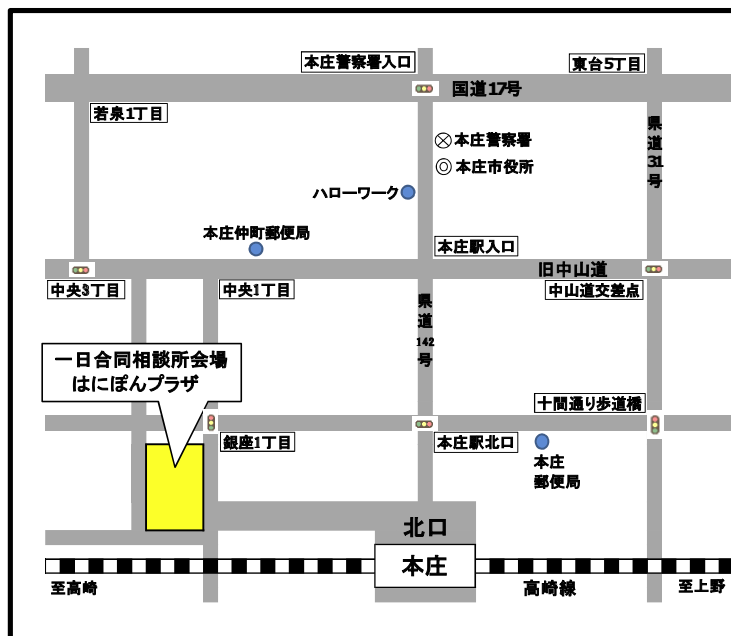 本庄警察署入口
東台5丁目
国道17号
若泉1丁目
県道31号
本庄警察署
本庄市役所
ハローワーク
本庄仲町郵便局
本庄駅入口
旧中山道
中央3丁目
中央1丁目
中山道交差点
県道142号
一日合同相談所会場
はにぽんプラザ
十間通り歩道橋
銀座1丁目
本庄駅北口
本庄
郵便局
北口
本庄
至高崎
高崎線
至上野